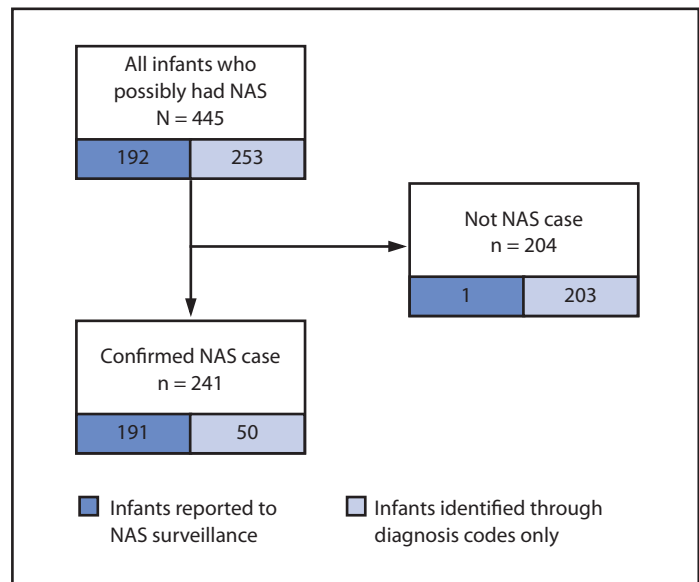 All infants who
possibly had NAS
N = 445
192 253
Not NAS case
n = 204
1 203
Confirmed NAS case
n = 241
191 50
Infants reported to
NAS surveillance
Infants identified through
diagnosis codes only